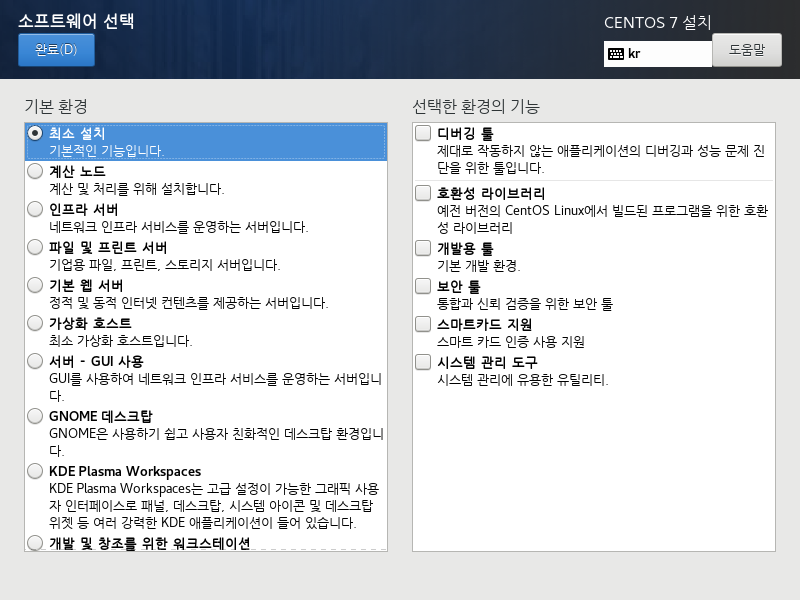 소프트웨어 선택
CENTOS 7 설치
완료(D)
kr
도움말
기본 환경
최소 설치
기본적인 기능입니다.
계산 노드
계산 및 처리를 위해 설치합니다.
인프라 서버
네트워크 인프라 서비스를 운영하는 서버입니다.
파일 및 프린트 서버
기업용 파일, 프린트, 스토리지 서버입니다.
기본 웹 서버
정적 및 동적 인터넷 컨텐츠를 제공하는 서버입니다.
가상화 호스트
최소 가상화 호스트입니다.
서버 - GUI 사용
GUI를 사용하여 네트워크 인프라 서비스를 운영하는 서버입니
다.
GNOME 데스크탑
GNOME은 사용하기 쉽고 사용자 친화적인 데스크탑 환경입니
다.
KDE Plasma Workspaces
KDE Plasma Workspaces는 고급 설정이 가능한 그래픽 사용
자 인터페이스로 패널, 데스크탑, 시스템 아이콘 및 데스크탑
위젯 등 여러 강력한 KDE 애플리케이션이 들어 있습니다.
개발 및 창조를 위한 워크스테이션
선택한 환경의 기능
디버깅 툴
제대로 작동하지 않는 애플리케이션의 디버깅과 성능 문제 진
단을 위한 툴입니다.
호환성 라이브러리
예전 버전의 CentOS Linux에서 빌드된 프로그램을 위한 호환
성 라이브러리
개발용 툴
기본 개발 환경.
보안 툴
통합과 신뢰 검증을 위한 보안 툴
스마트카드 지원
스마트 카드 인증 사용 지원
시스템 관리 도구
시스템 관리에 유용한 유틸리티.